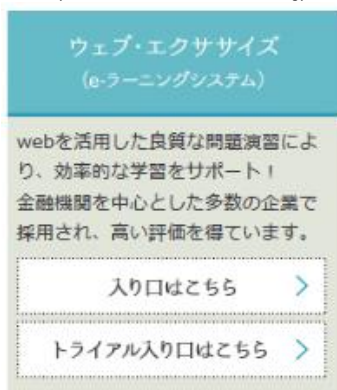 ウェブ・エクササイズ
(e-ラーニングシステム)
webを活用した良質な問題演習によ
り、効率的な学習をサポート！
金融機関を中心とした多数の企業で
採用され、高い評価を得ています。
入り口はこちら
トライアル入り口はこちら